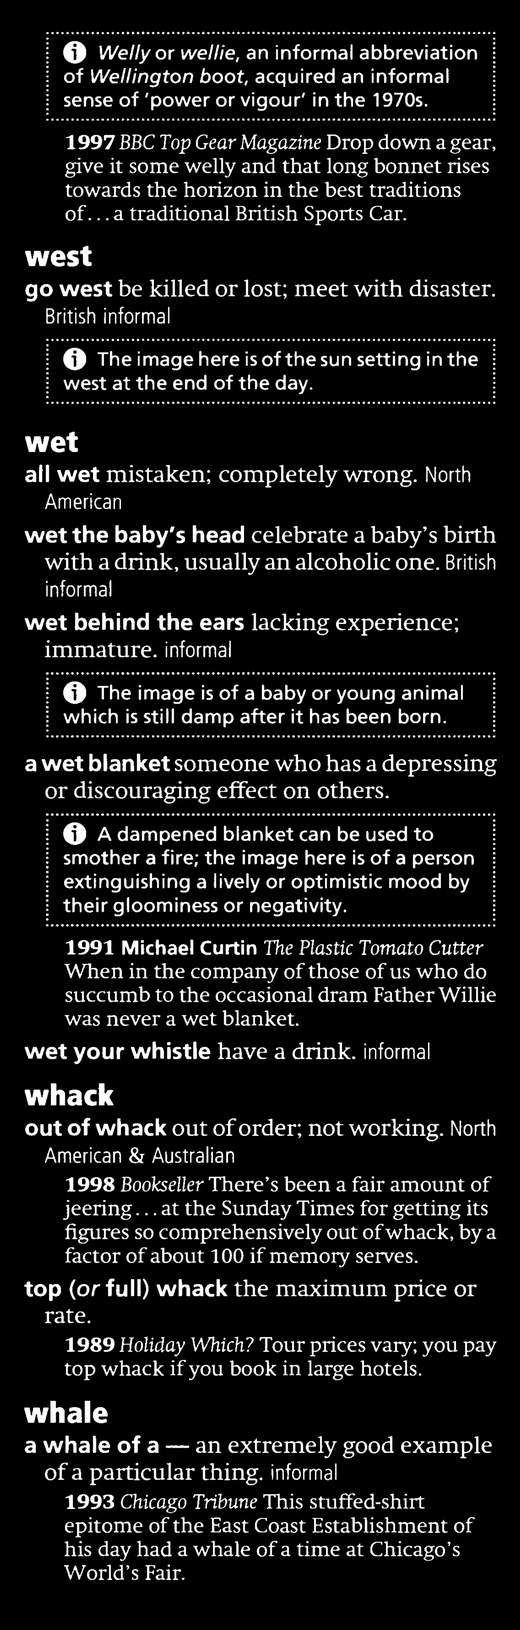 i Welly or wellie, an informal abbreviation
of Wellington boot, acquired an informal
sense of ‘power or vigour’ in the 1970s.
1997 BBC Top Gear Magazine Drop down a gear,
give it some welly and that long bonnet rises
towards the horizon in the best traditions
of…a traditional British Sports Car.
west
go west be killed or lost; meet with disaster.
British informal
i The image here is of the sun setting in the
west at the end of the day.
wet
all wet mistaken; completely wrong. North
American
wet the baby’s head celebrate a baby’s birth
with a drink, usually an alcoholic one. British
informal
wet behind the ears lacking experience;
immature. informal
i The image is of a baby or young animal
which is still damp after it has been born.
a wet blanket someone who has a depressing
or discouraging effect on others.
i A dampened blanket can be used to
smother a fire; the image here is of a person
extinguishing a lively or optimistic mood by
their gloominess or negativity.
1991 Michael Curtin The Plastic Tomato Cutter
When in the company of those of us who do
succumb to the occasional dram Father Willie
was never a wet blanket.
wet your whistle have a drink. informal
whack
out of whack out of order; not working. North
American & Australian
1998 Bookseller There’s been a fair amount of
jeering…at the Sunday Times for getting its
figures so comprehensively out of whack, by a
factor of about 100 if memory serves.
top (or full) whack the maximum price or
rate.
1989 Holiday Which? Tour prices vary; you pay
top whack if you book in large hotels.
whale
a whale of a — an extremely good example
of a particular thing. informal
1993 Chicago Tribune This stuffed-shirt
epitome of the East Coast Establishment of
his day had a whale of a time at Chicago’s
World’s Fair.